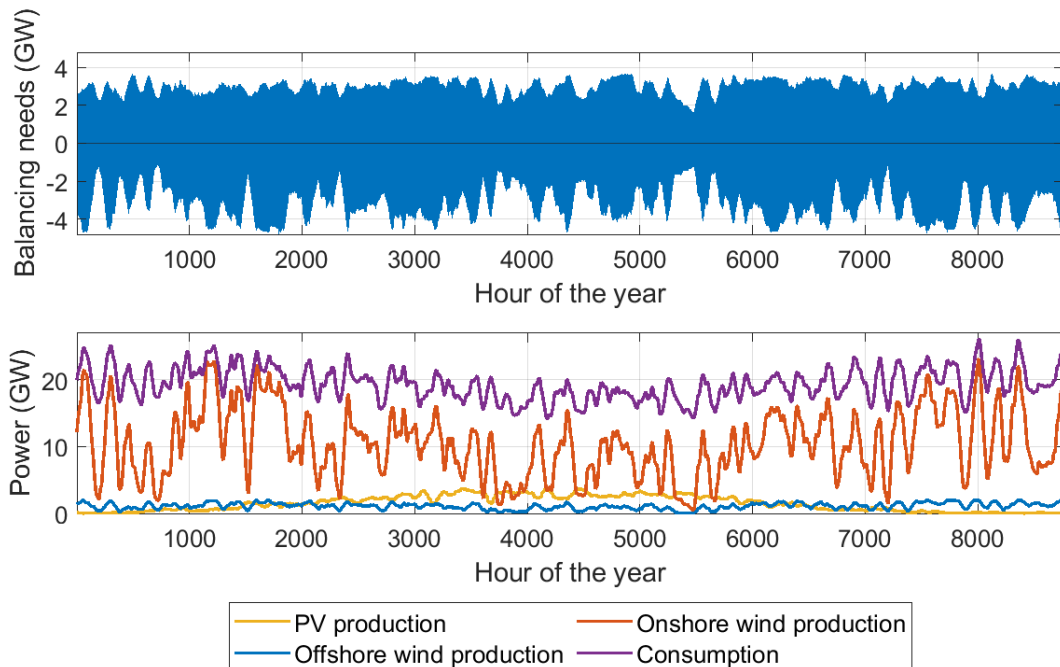 Balancing needs (GW)
4
2
0
-2
-4
1000 2000 3000 4000 5000 6000 7000 8000
Hour of the year
Power (GW)
20
10
0
1000 2000 3000 4000 5000 6000 7000 8000
Hour of the year
PV production Onshore wind production
Offshore wind production Consumption